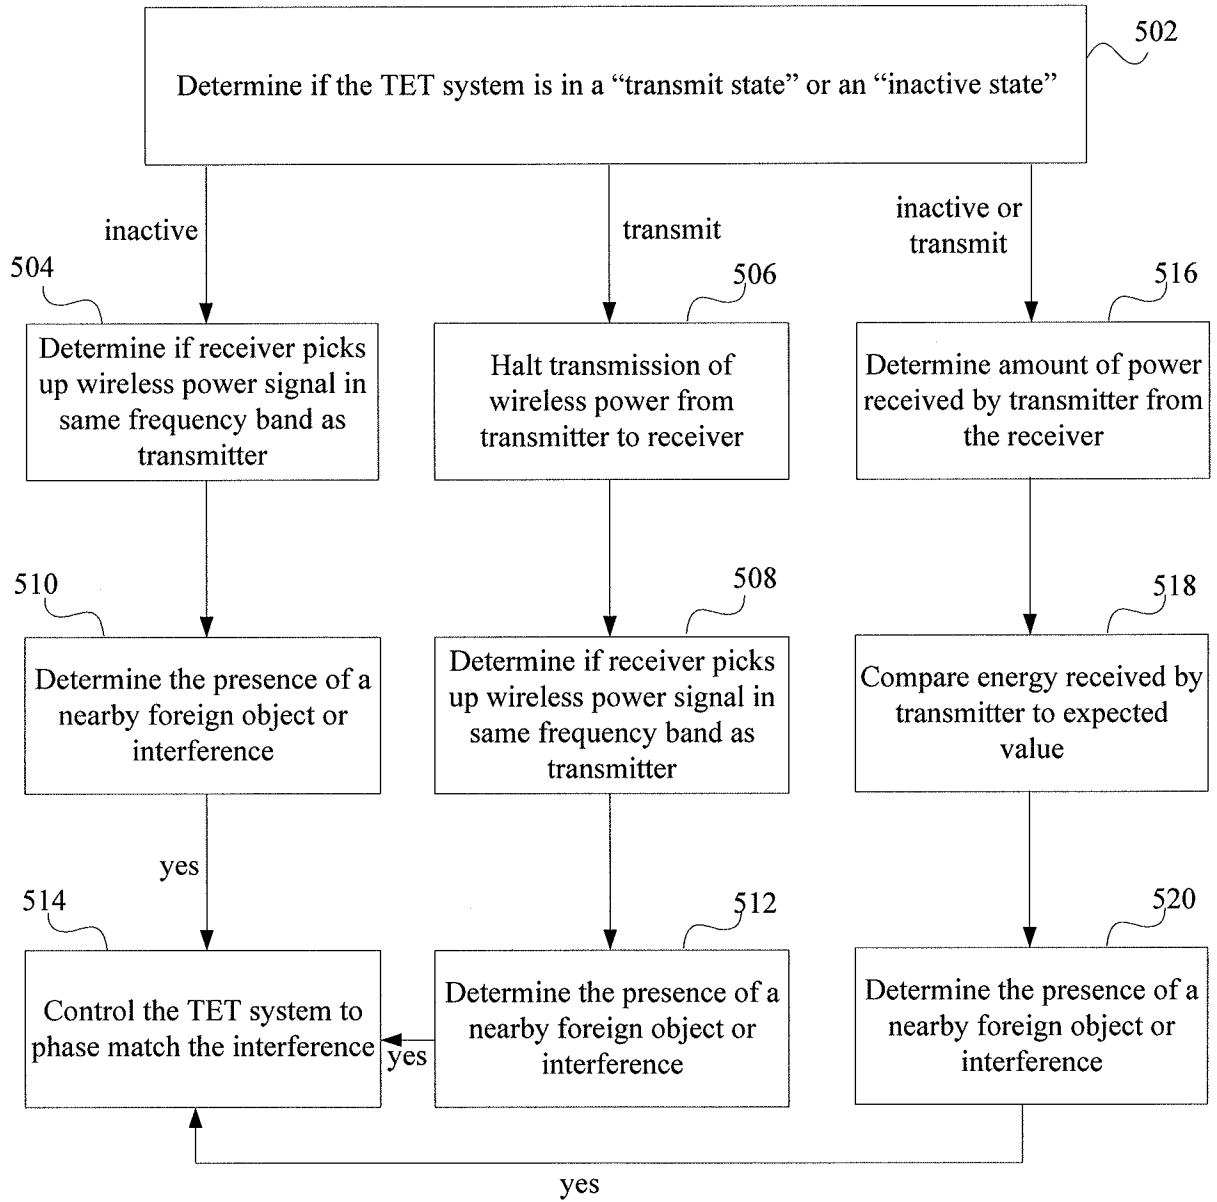 502
Determine if the TET system is in a “transmit state” or an “inactive state”
inactive
transmit
inactive or
transmit
504
Determine if receiver picks
up wireless power signal in
same frequency band as
transmitter
506
Halt transmission of
wireless power from
transmitter to receiver
516
Determine amount of power
received by transmitter from
the receiver
510
Determine the presence of a
nearby foreign object or
interference
508
Determine if receiver picks
up wireless power signal in
same frequency band as
transmitter
518
Compare energy received by
transmitter to expected
value
yes
514
Control the TET system to
phase match the interference
yes
512
Determine the presence of a
nearby foreign object or
interference
520
Determine the presence of a
nearby foreign object or
interference
yes